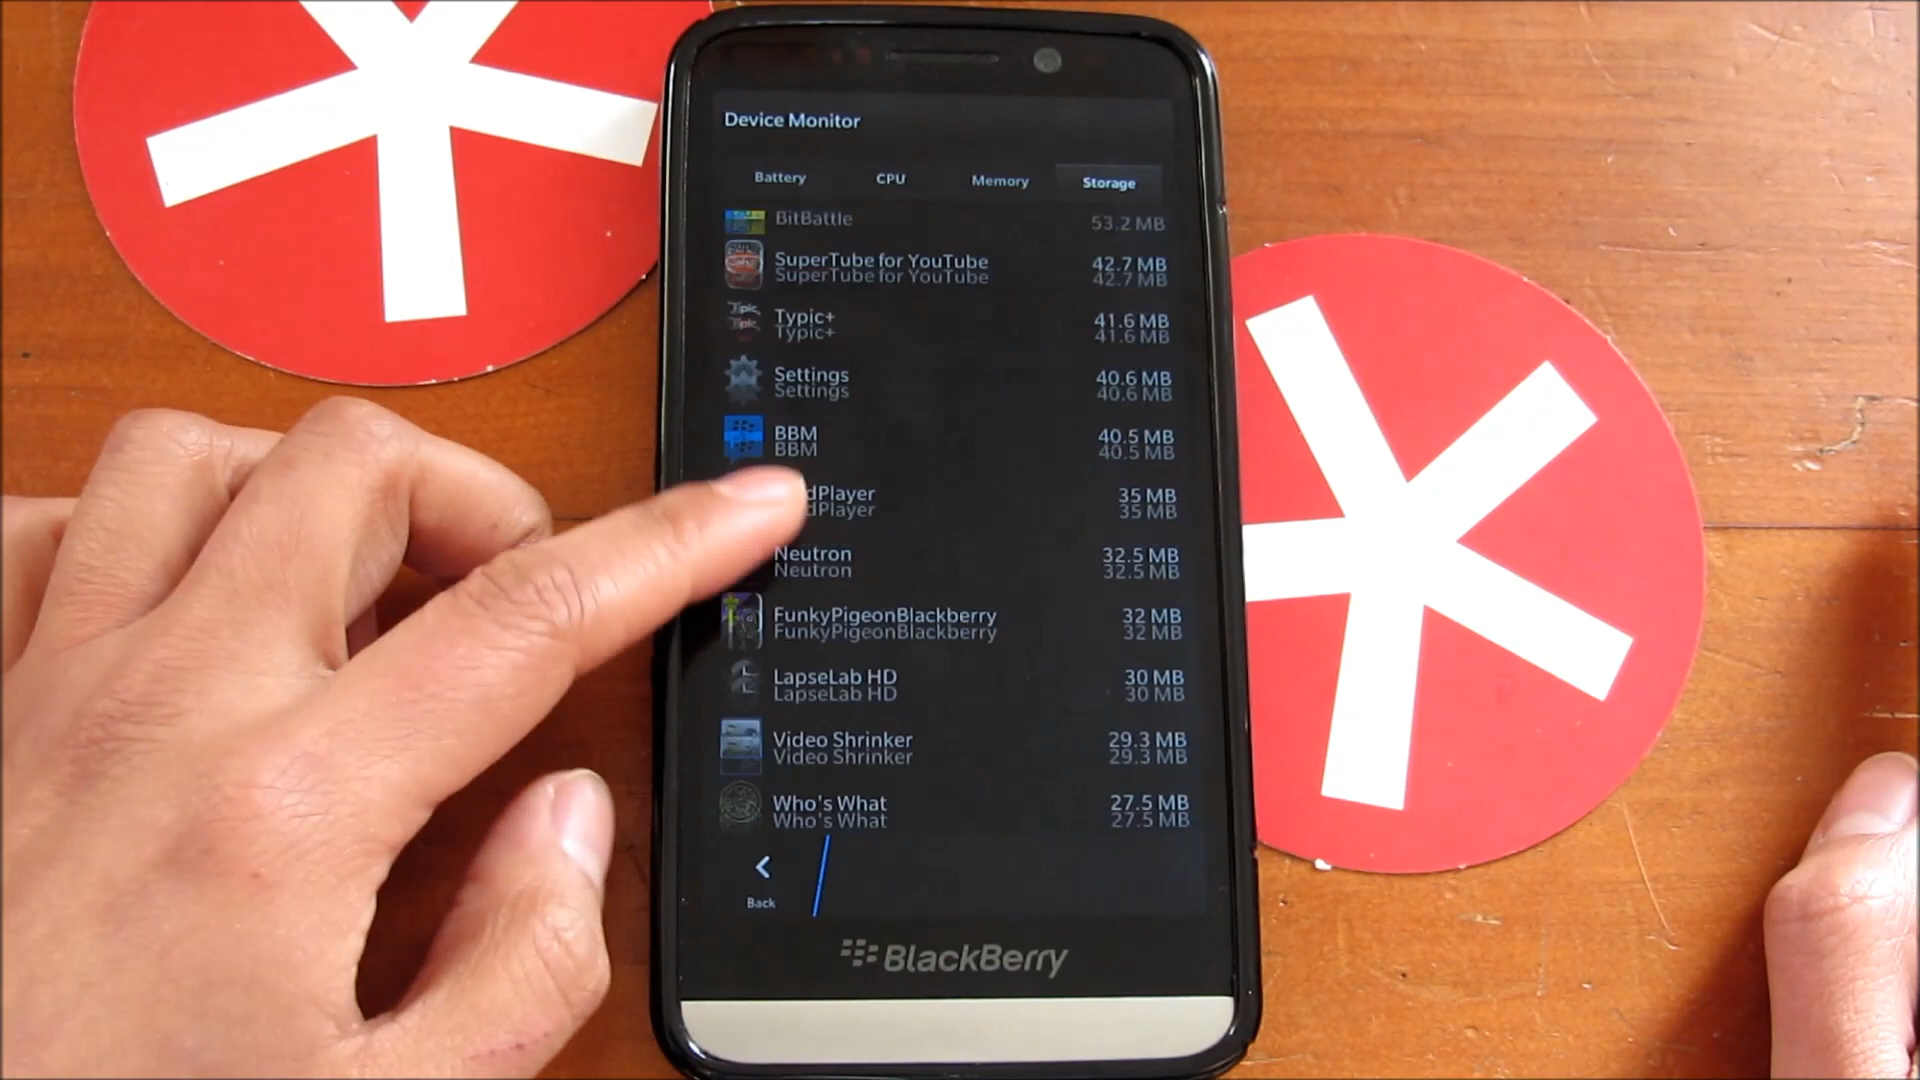 Device Monitor
Battery CPU Memory Storage
BitBattle 53.2 MB
SuperTube for YouTube 42.7 MB
SuperTube for YouTube 42.7 MB
Typic+ 41.6 MB
Typic+ 41.6 MB
Settings 40.6 MB
Settings 40.6 MB
BBM 40.5 MB
BBM 40.5 MB
dPlayer 35 MB
dPlayer 35 MB
Neutron 32.5 MB
Neutron 32.5 MB
FunkyPigeonBlackberry 32 MB
FunkyPigeonBlackberry 32 MB
LapseLab HD 30 MB
LapseLab HD 30 MB
Video Shrinker 29.3 MB
Video Shrinker 29.3 MB
Who's What 27.5 MB
Who's What 27.5 MB
Back
BlackBerry